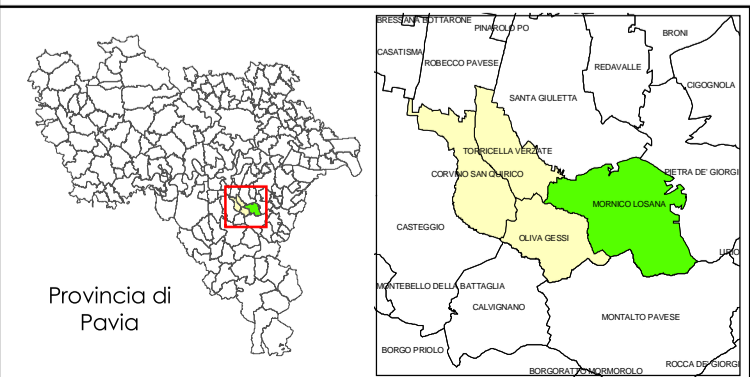 Provincia di
Pavia
BRESSANA BOTTARONE
PINAROLO PO
BRONI
CASATISMA
ROBECCO PAVESE
REDAVALLE
CIGOGNOLA
SANTA GIULETTA
TORRICELLA VERZATE
CORVINO SAN QUIRICO
PIETRA DE' GIORGI
MORNICO LOSANA
CASTEGGIO
OLIVA GESSI
MONTEBELLO DELLA BATTAGLIA
CALVIGNANO
MONTALTO PAVESE
BORGO PRIOLO
ROCCA DE' GIORGI
BORGORATTO MORMOROLO